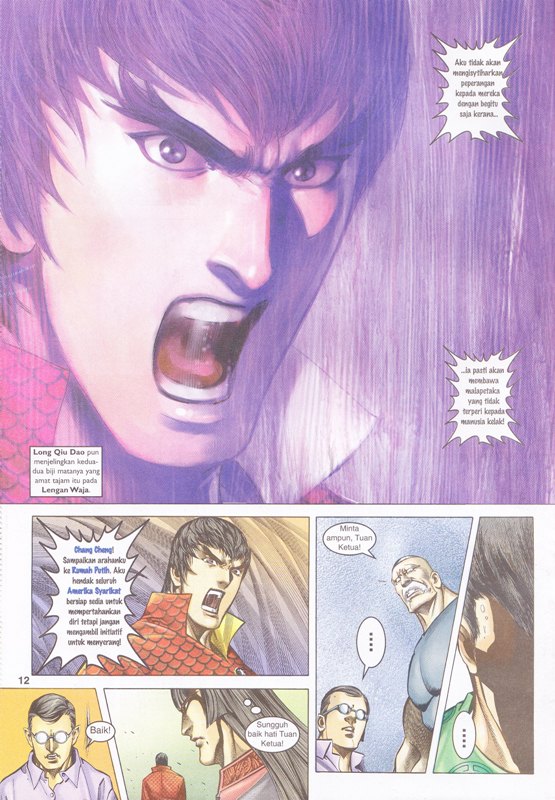 Aku tidak akan
mengisytiharkan
peperangan
kepada mereka
dengan begitu
saja kerana...
...ia pasti akan
membawa
malapetaka
yang tidak
terperi kepada
manusia kelak!
Long Qiu Dao pun
menjelingkan kedua-
dua biji matanya yang
amat tajam itu pada
Lengan Waja.
Chang Cheng!
Sampaikan arahanku
ke Rumah Putih. Aku
hendak seluruh
Amerika Syarikat
bersiap sedia untuk
mempertahankan
diri tetapi jangan
mengambil initiatif
untuk menyerang!
Minta
ampun, Tuan
Ketua!
....
....
12
Baik!
Sungguh
baik hati Tuan
Ketua!